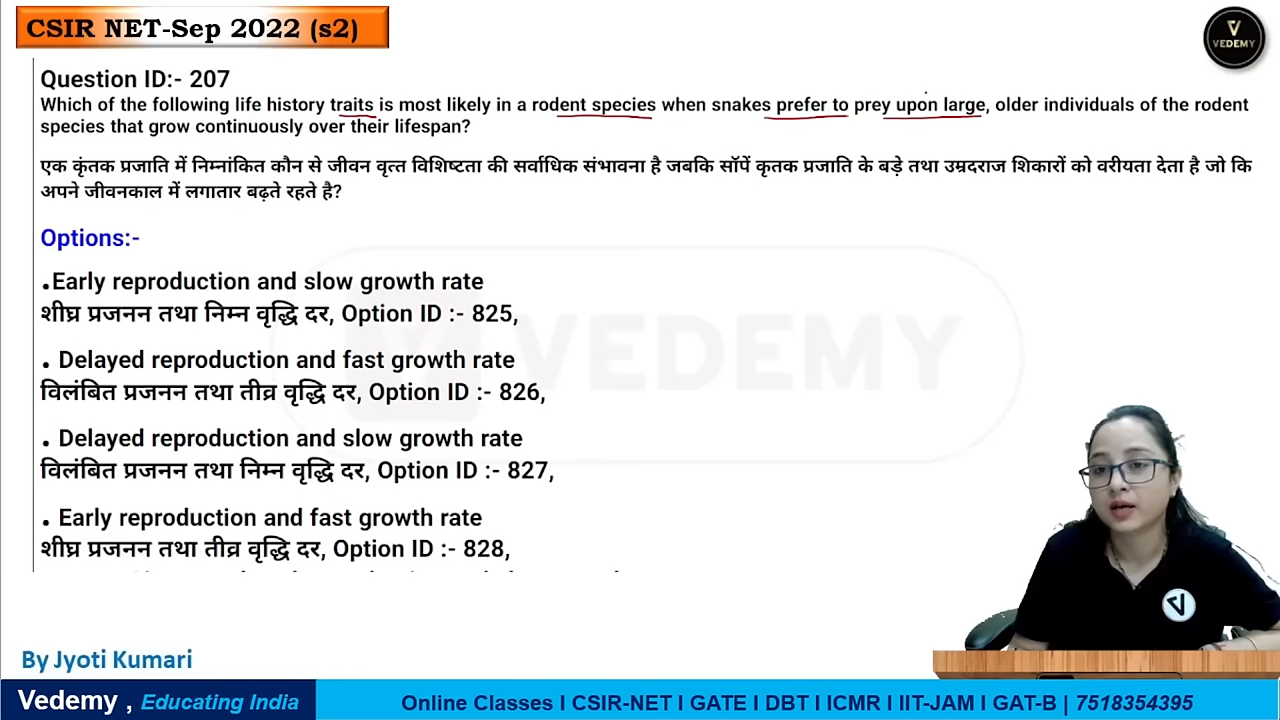 CSIR NET-Sep 2022 (s2)
VEDEMY
Question ID:- 207
Which of the following life history traits is most likely in a rodent species when snakes prefer to prey upon large, older individuals of the rodent
species that grow continuously over their lifespan?
एक कृंतक प्रजाति में निम्नांकित कौन से जीवन वृत्त विशिष्टता की सर्वाधिक संभावना है जबकि सॉपें कृतक प्रजाति के बड़े तथा उम्रदराज शिकारों को वरीयता देता है जो कि
अपने जीवनकाल में लगातार बढ़ते रहते है?
Options:-
.Early reproduction and slow growth rate
शीघ्र प्रजनन तथा निम्न वृद्धि दर, Option ID :- 825,
. Delayed reproduction and fast growth rate
विलंबित प्रजनन तथा तीव्र वृद्धि दर, Option ID :- 826,
. Delayed reproduction and slow growth rate
विलंबित प्रजनन तथा निम्न वृद्धि दर, Option ID :- 827,
. Early reproduction and fast growth rate
शीघ्र प्रजनन तथा तीव्र वृद्धि दर, Option ID :- 828,
VEDEMY
By Jyoti Kumari
Vedemy , Educating India
Online Classes I CSIR-NET I GATE I DBT I ICMR I IIT-JAM I GAT-B | 7518354395